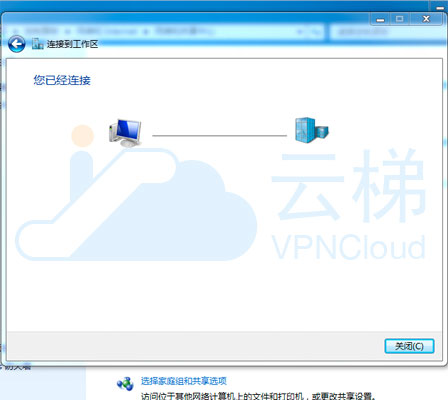 连接到工作区
您已经连接
云梯
VPNCloud
关闭(C)
选择家庭组和共享选项
访问位于其他网络计算机上的文件和打印机，或更改共享设置。